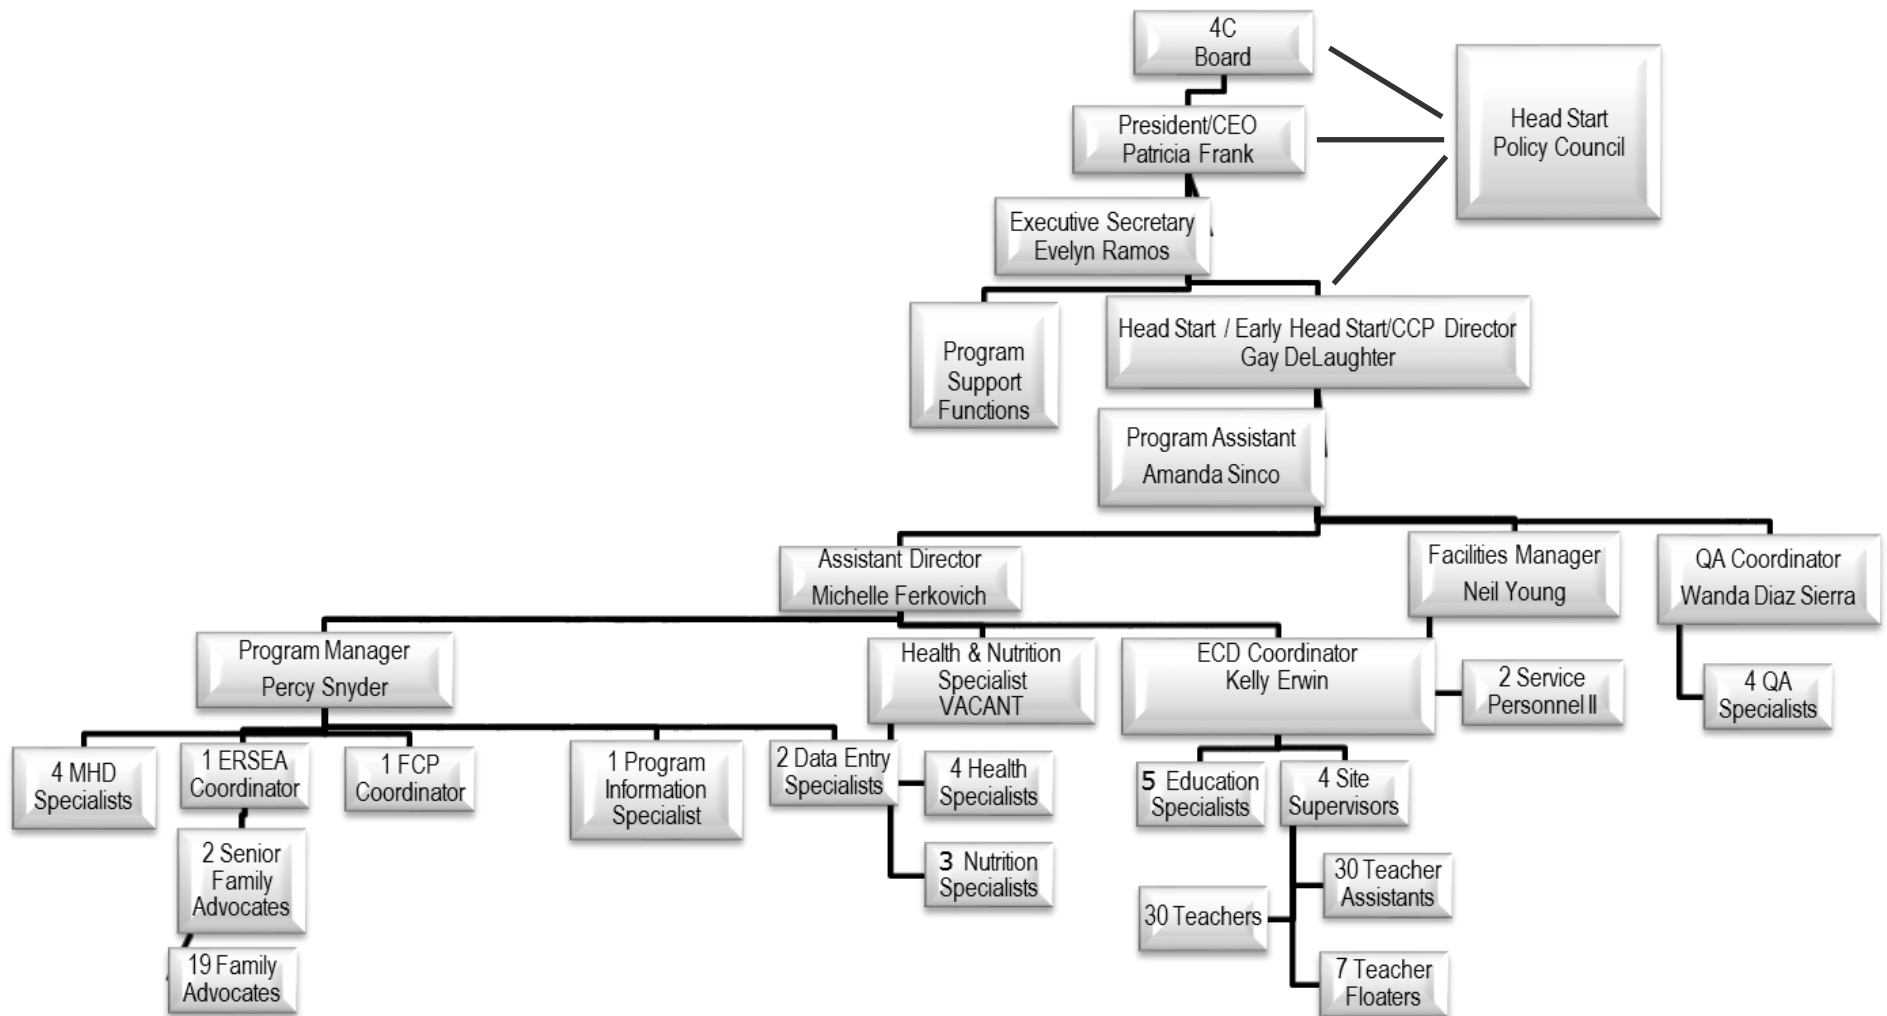 4C
Board
Head Start
Policy Council
President/CEO
Patricia Frank
Executive Secretary
Evelyn Ramos
Program
Support
Functions
Head Start / Early Head Start/CCP Director
Gay DeLaughter
Program Assistant
Amanda Sinco
Assistant Director
Michelle Ferkovich
Facilities Manager
Neil Young
QA Coordinator
Wanda Diaz Sierra
Program Manager
Percy Snyder
Health & Nutrition
Specialist
VACANT
ECD Coordinator
Kelly Erwin
2 Service
Personnel II
4 QA
Specialists
4 MHD
Specialists
1 ERSEA
Coordinator
1 FCP
Coordinator
1 Program
Information
Specialist
2 Data Entry
Specialists
4 Health
Specialists
5 Education
Specialists
4 Site
Supervisors
2 Senior
Family
Advocates
3 Nutrition
Specialists
30 Teacher
Assistants
30 Teachers
19 Family
Advocates
7 Teacher
Floaters